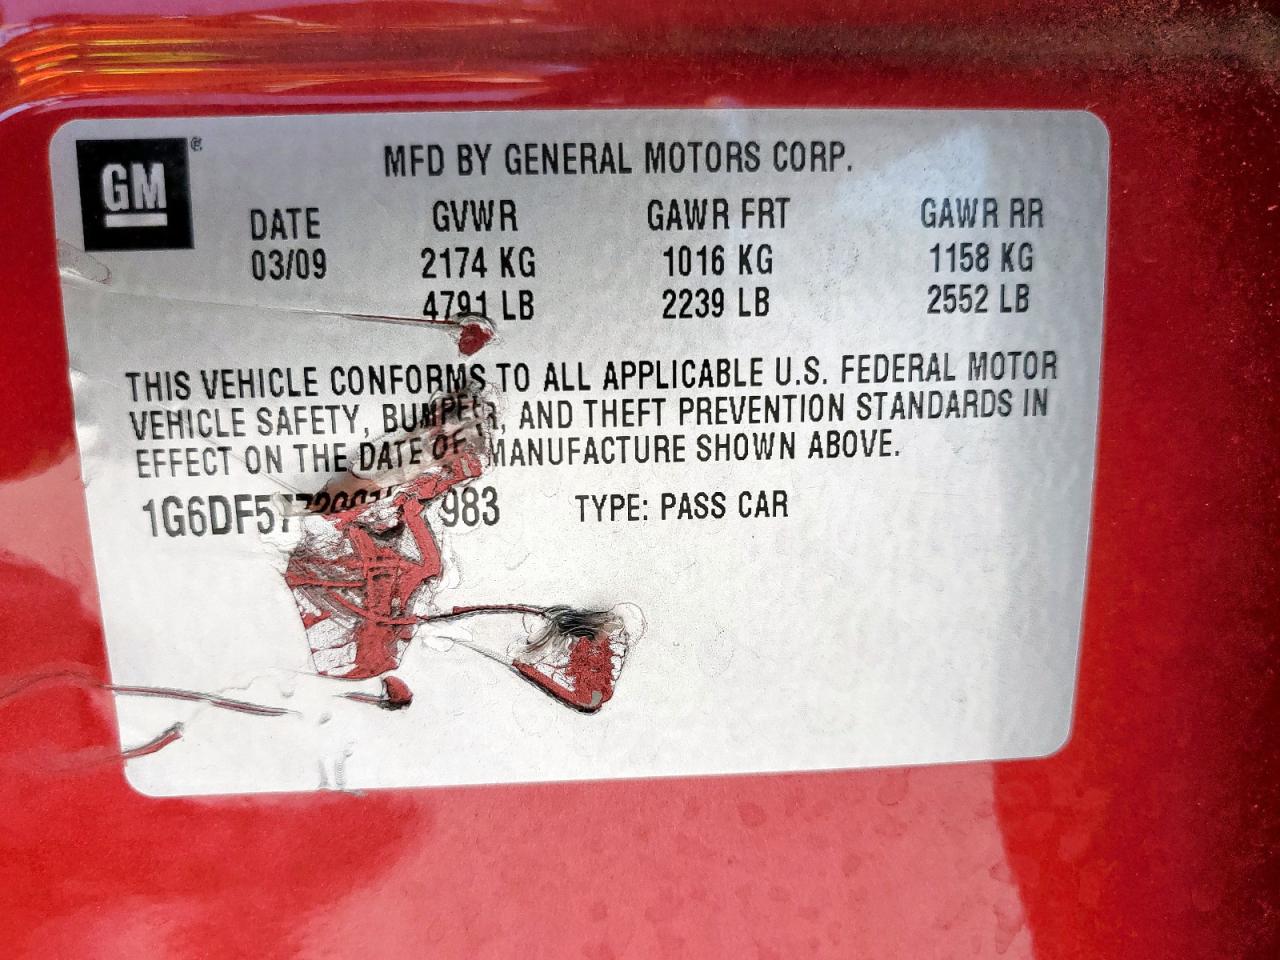 GM ®
MFD BY GENERAL MOTORS CORP.
DATE GVWR GAWR FRT GAWR RR
03/09 2174 KG 1016 KG 1158 KG
4791 LB 2239 LB 2552 LB
THIS VEHICLE CONFORMS TO ALL APPLICABLE U.S. FEDERAL MOTOR
VEHICLE SAFETY, BUMPER, AND THEFT PREVENTION STANDARDS IN
EFFECT ON THE DATE OF MANUFACTURE SHOWN ABOVE.
TYPE: PASS CAR